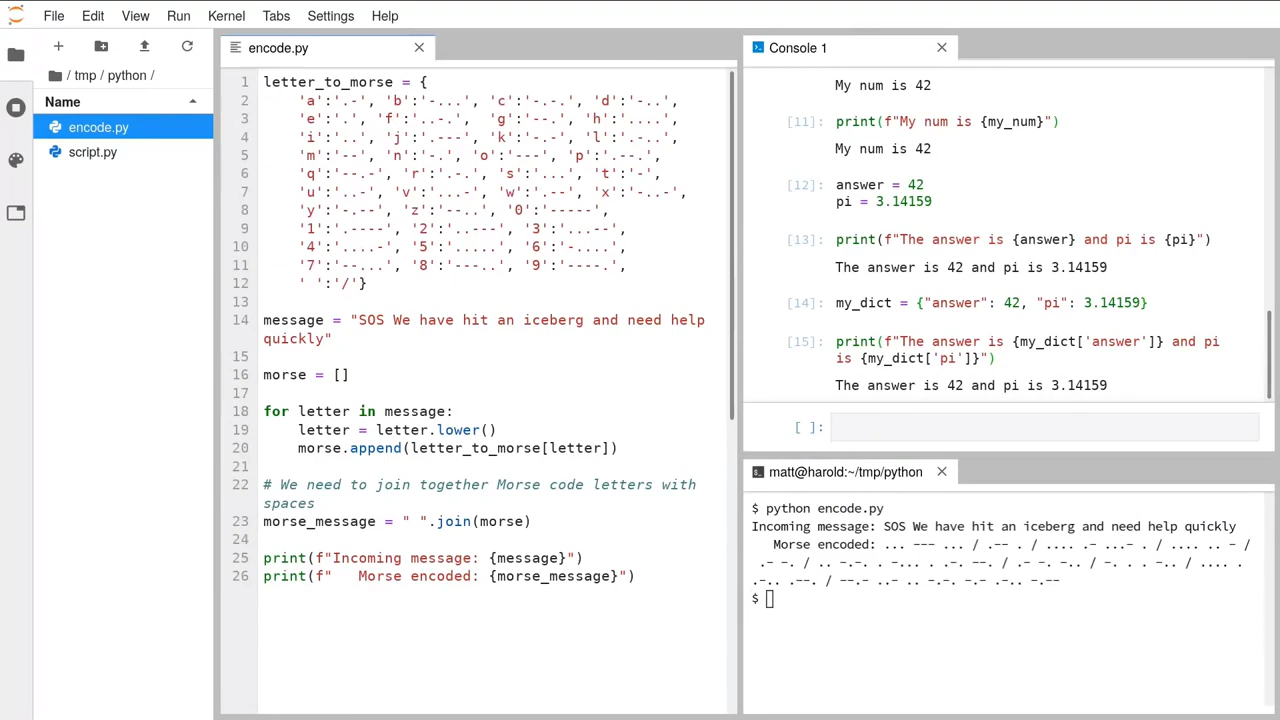 File Edit View Run Kernel Tabs Settings Help
/ tmp / python /
Name
encode.py
script.py
encode.py
1 letter_to_morse = {
2     'a':'.-', 'b':'-...', 'c':'-.-.', 'd':'-..',
3     'e':'.', 'f':'..-.', 'g':'--.', 'h':'....',
4     'i':'..', 'j':'.---', 'k':'-.-', 'l':'.-..',
5     'm':'--', 'n':'-.', 'o':'---', 'p':'.--.',
6     'q':'--.-', 'r':'.-.', 's':'...', 't':'-',
7     'u':'..-', 'v':'...-', 'w':'.--', 'x':'-..-',
8     'y':'-.--', 'z':'--..', '0':'-----',
9     '1':'.----', '2':'..---', '3':'...--',
10     '4':'....-', '5':'.....', '6':'-....',
11     '7':'--...', '8':'---..', '9':'----.',
12     ' ':'/'}
13
14 message = "SOS We have hit an iceberg and need help
quickly"
15
16 morse = []
17
18 for letter in message:
19     letter = letter.lower()
20     morse.append(letter_to_morse[letter])
21
22 # We need to join together Morse code letters with
spaces
23 morse_message = " ".join(morse)
24
25 print(f"Incoming message: {message}")
26 print(f"   Morse encoded: {morse_message}")
Console 1
My num is 42
[11]: print(f"My num is {my_num}")
My num is 42
[12]: answer = 42
pi = 3.14159
[13]: print(f"The answer is {answer} and pi is {pi}")
The answer is 42 and pi is 3.14159
[14]: my_dict = {"answer": 42, "pi": 3.14159}
[15]: print(f"The answer is {my_dict['answer']} and pi
is {my_dict['pi']}")
The answer is 42 and pi is 3.14159
[ ]:
matt@harold:~/tmp/python
$ python encode.py
Incoming message: SOS We have hit an iceberg and need help quickly
   Morse encoded: ... --- ... / .-- . / .... .- ...- . / .... .. - /
 .- -. / .. -.-. . -... . .-. --. / .- -. -.. / -. . . -.. / .... .
.-.. .--. / --.- ..- .. -.-. -.- .-.. -.--
$